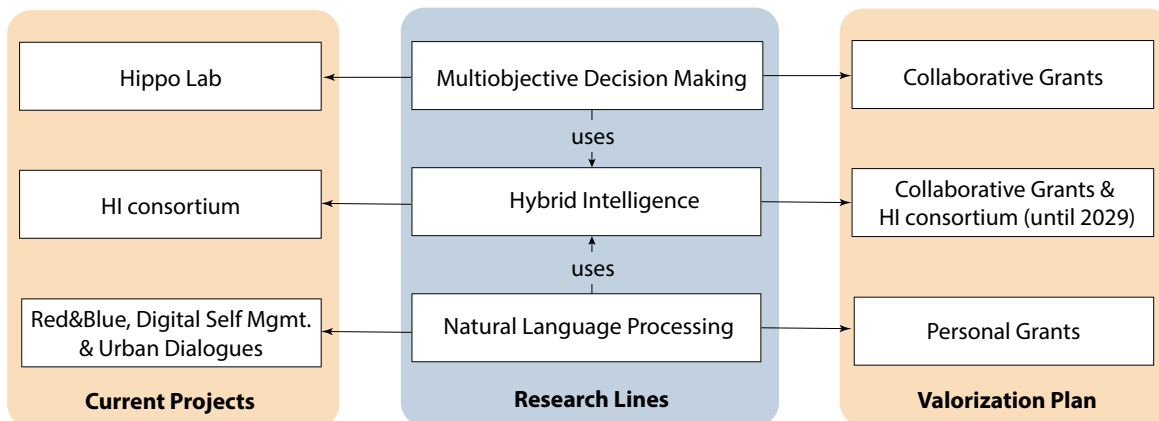 Hippo Lab
Multiobjective Decision Making
Collaborative Grants
uses
HI consortium
Hybrid Intelligence
Collaborative Grants &
HI consortium (until 2029)
uses
Red&Blue, Digital Self Mgmt.
& Urban Dialogues
Natural Language Processing
Personal Grants
Current Projects
Research Lines
Valorization Plan